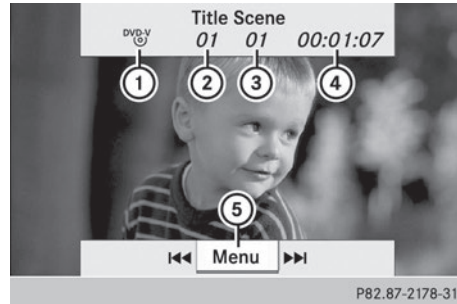 Title Scene
DVD-V 01 01 00:01:07
1 2 3 4
5
Menu
P82.87-2178-31